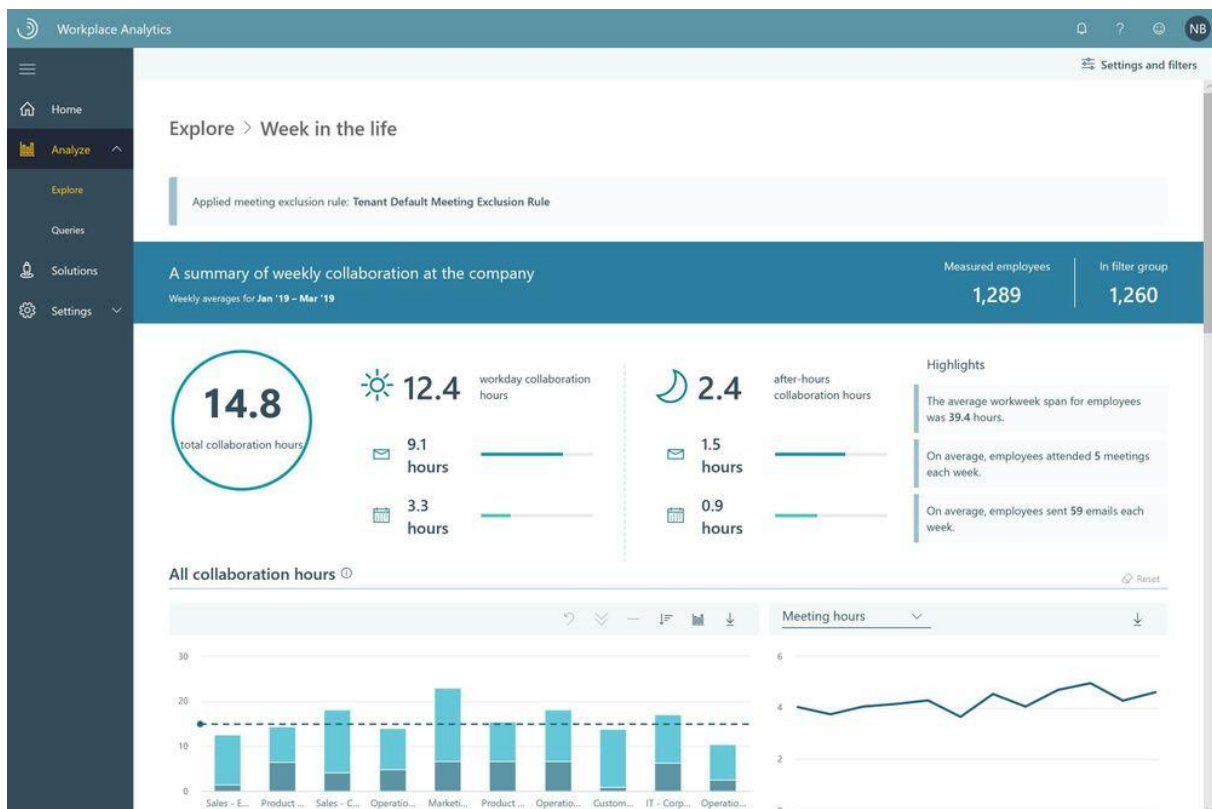 Workplace Analytics
NB
Settings and filters
Home
Analyze
Explore
Queries
Solutions
Settings
Explore > Week in the life
Applied meeting exclusion rule: Tenant Default Meeting Exclusion Rule
A summary of weekly collaboration at the company
Weekly averages for Jan '19 – Mar '19
Measured employees
1,289
In filter group
1,260
14.8
total collaboration hours
12.4
workday collaboration
hours
9.1
hours
3.3
hours
2.4
after-hours
collaboration hours
1.5
hours
0.9
hours
Highlights
The average workweek span for employees
was 39.4 hours.
On average, employees attended 5 meetings
each week.
On average, employees sent 59 emails each
week.
All collaboration hours
Reset
30
20
10
0
Sales - E... Product ... Sales - C... Operatio... Marketi... Product ... Operatio... Custom... IT - Corp... Operatio...
Meeting hours
6
4
2